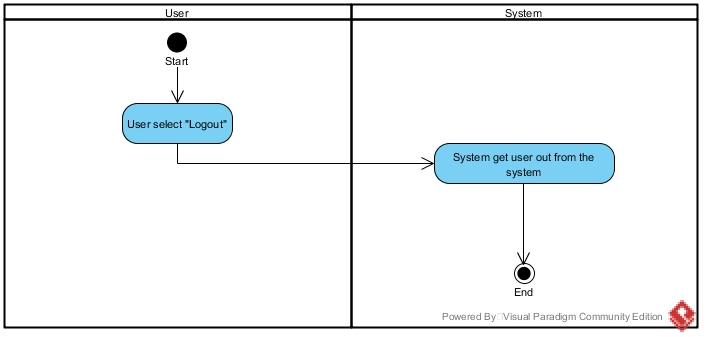 User
System
Start
User select "Logout"
System get user out from the
system
End
Powered By Visual Paradigm Community Edition